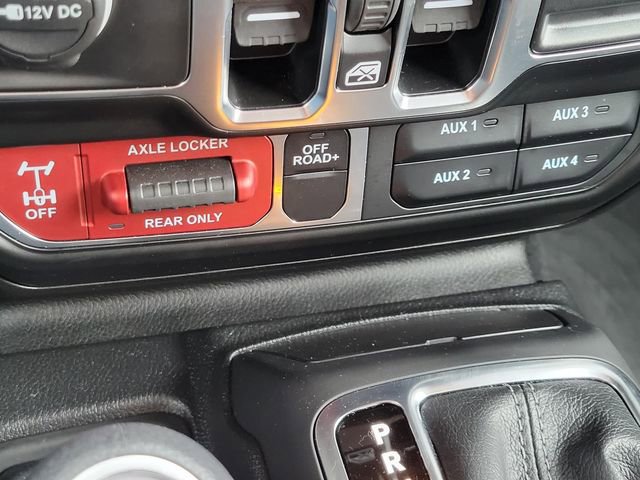 12V DC
AXLE LOCKER
OFF
REAR ONLY
OFF
ROAD+
AUX 1
AUX 2
AUX 3
AUX 4
P
R